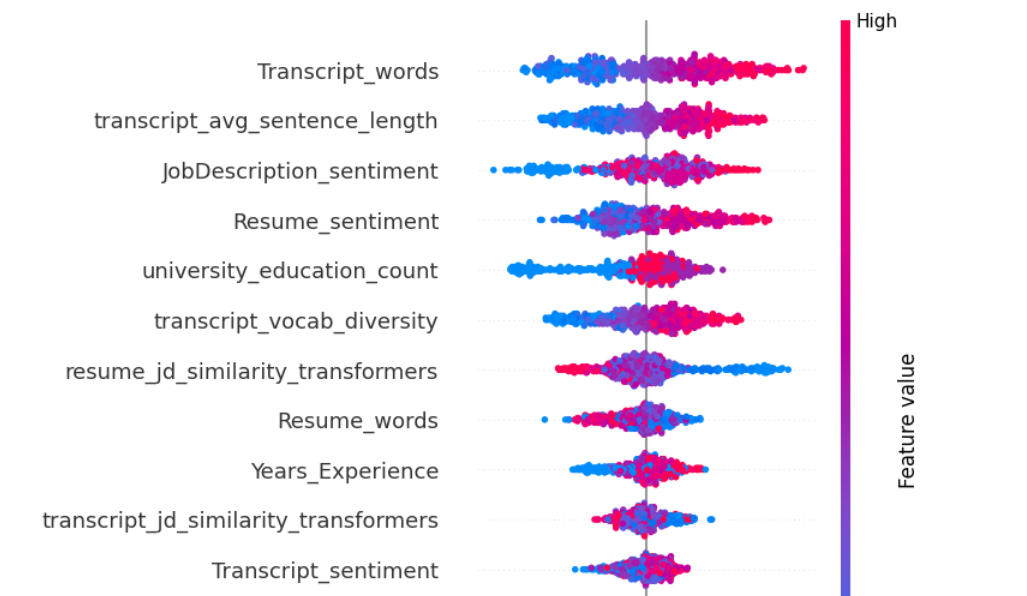 High
Transcript_words
transcript_avg_sentence_length
JobDescription_sentiment
Resume_sentiment
university_education_count
transcript_vocab_diversity
resume_jd_similarity_transformers
Resume_words
Years_Experience
transcript_jd_similarity_transformers
Transcript_sentiment
Feature value